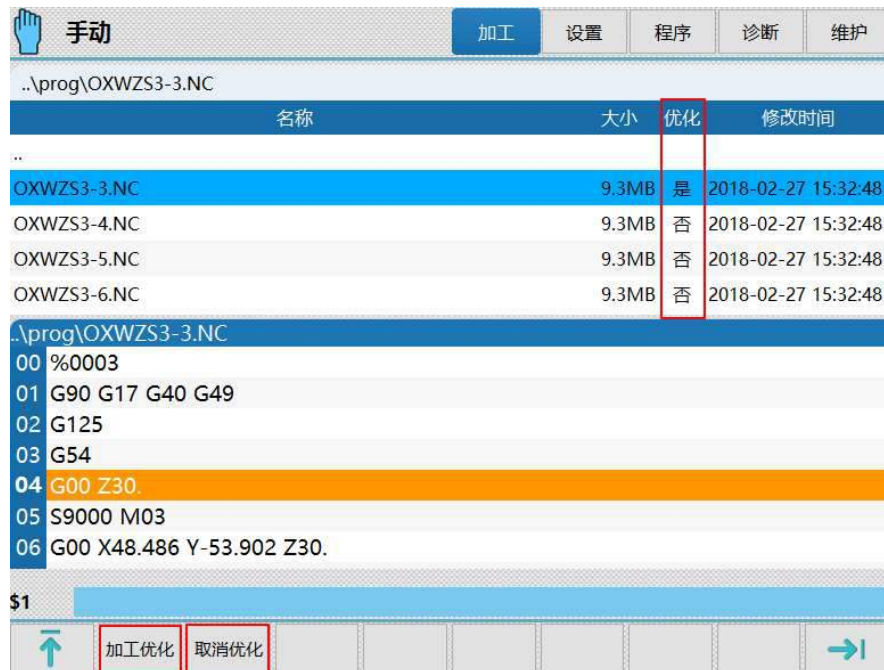 手动 加工 设置 程序 诊断 维护
..\prog\OXWZS3-3.NC
名称 大小 优化 修改时间
..
OXWZS3-3.NC 9.3MB 是 2018-02-27 15:32:48
OXWZS3-4.NC 9.3MB 否 2018-02-27 15:32:48
OXWZS3-5.NC 9.3MB 否 2018-02-27 15:32:48
OXWZS3-6.NC 9.3MB 否 2018-02-27 15:32:48
..\prog\OXWZS3-3.NC
00 %0003
01 G90 G17 G40 G49
02 G125
03 G54
04 G00 Z30.
05 S9000 M03
06 G00 X48.486 Y-53.902 Z30.
$1
加工优化 取消优化